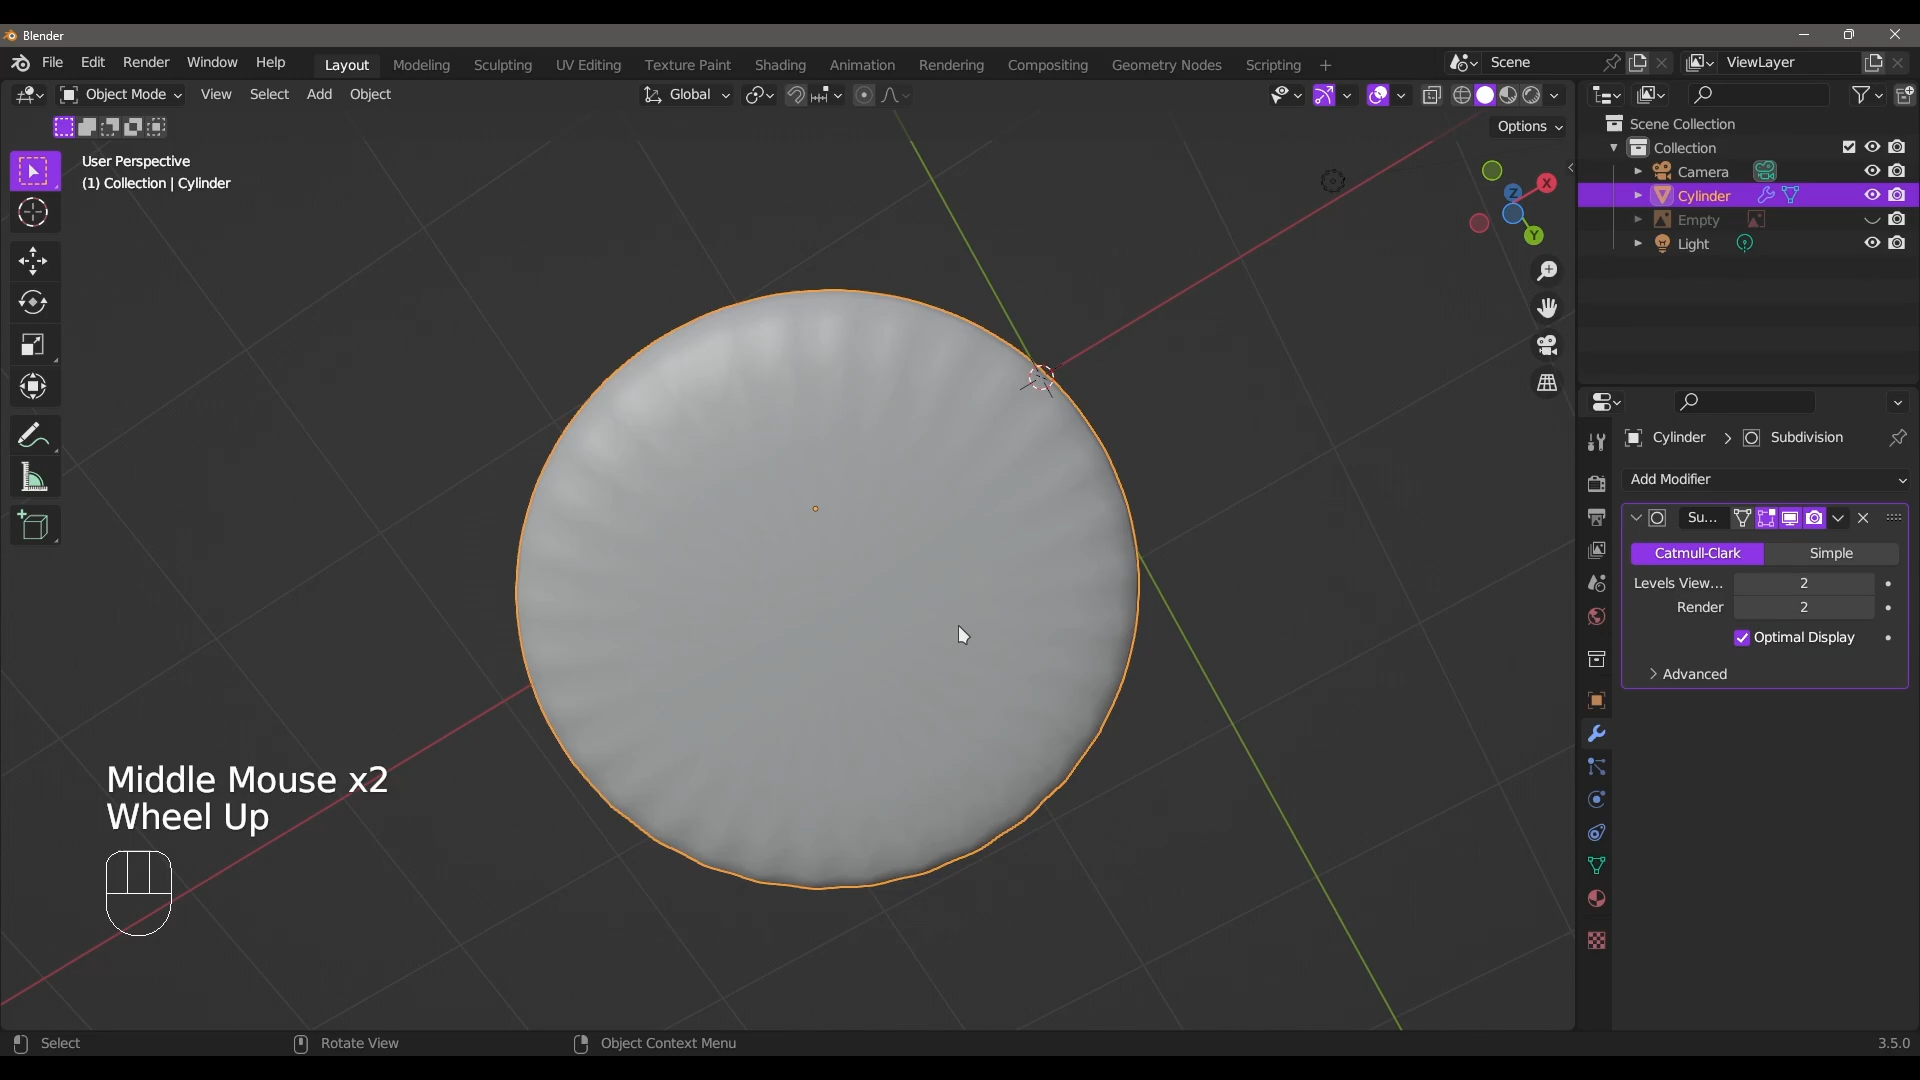 Blender
File Edit Render Window Help
Layout Modeling Sculpting UV Editing Texture Paint Shading Animation Rendering Compositing Geometry Nodes Scripting +
Scene
ViewLayer
Object Mode View Select Add Object
Global
Options
User Perspective
(1) Collection | Cylinder
X
Z
Y
Scene Collection
Collection
Camera
Cylinder
Empty
Light
Cylinder > Subdivision
Add Modifier
Su...
Catmull-Clark Simple
Levels View... 2
Render 2
Optimal Display
Advanced
Middle Mouse x2
Wheel Up
Select Rotate View Object Context Menu 3.5.0